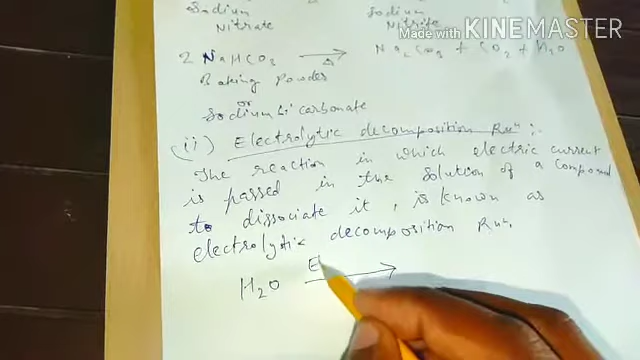 Sodium Sodium
Nitrate Nitrite
Made with KINEMASTER
2 NaHCO3 → Na2CO3 + CO2 + H2O
Δ
Baking Powder
or
Sodium bicarbonate
(ii) Electrolytic decomposition Rxn :-
The reaction in which electric current
is passed in the solution of a compound
to dissociate it, is known as
electrolytic decomposition Rxn.
H2O E →